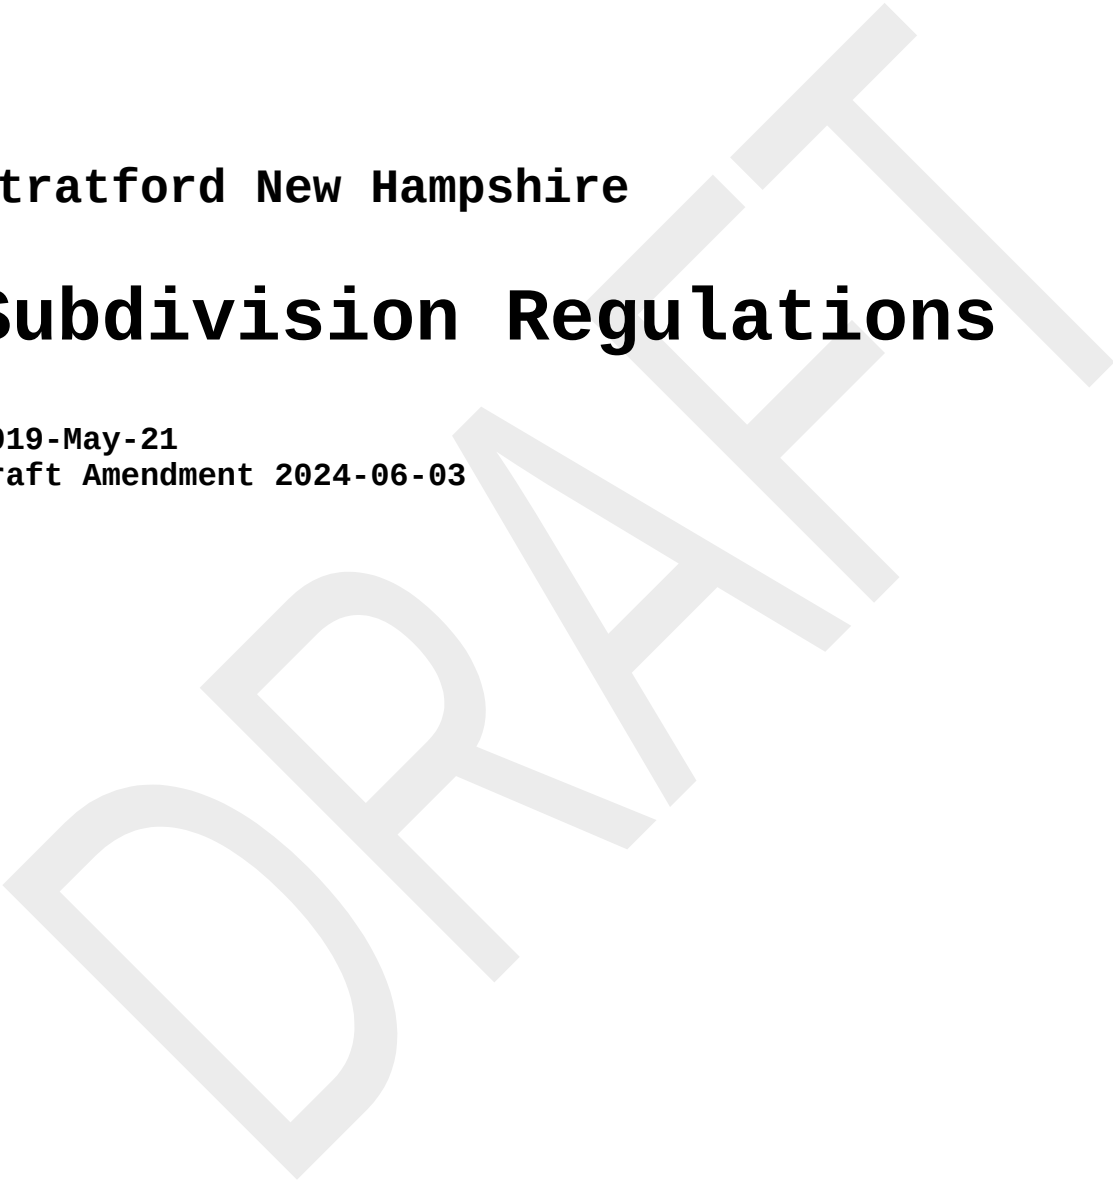 tratford New Hampshire
Subdivision Regulations
019-May-21
raft Amendment 2024-06-03
DRAFT